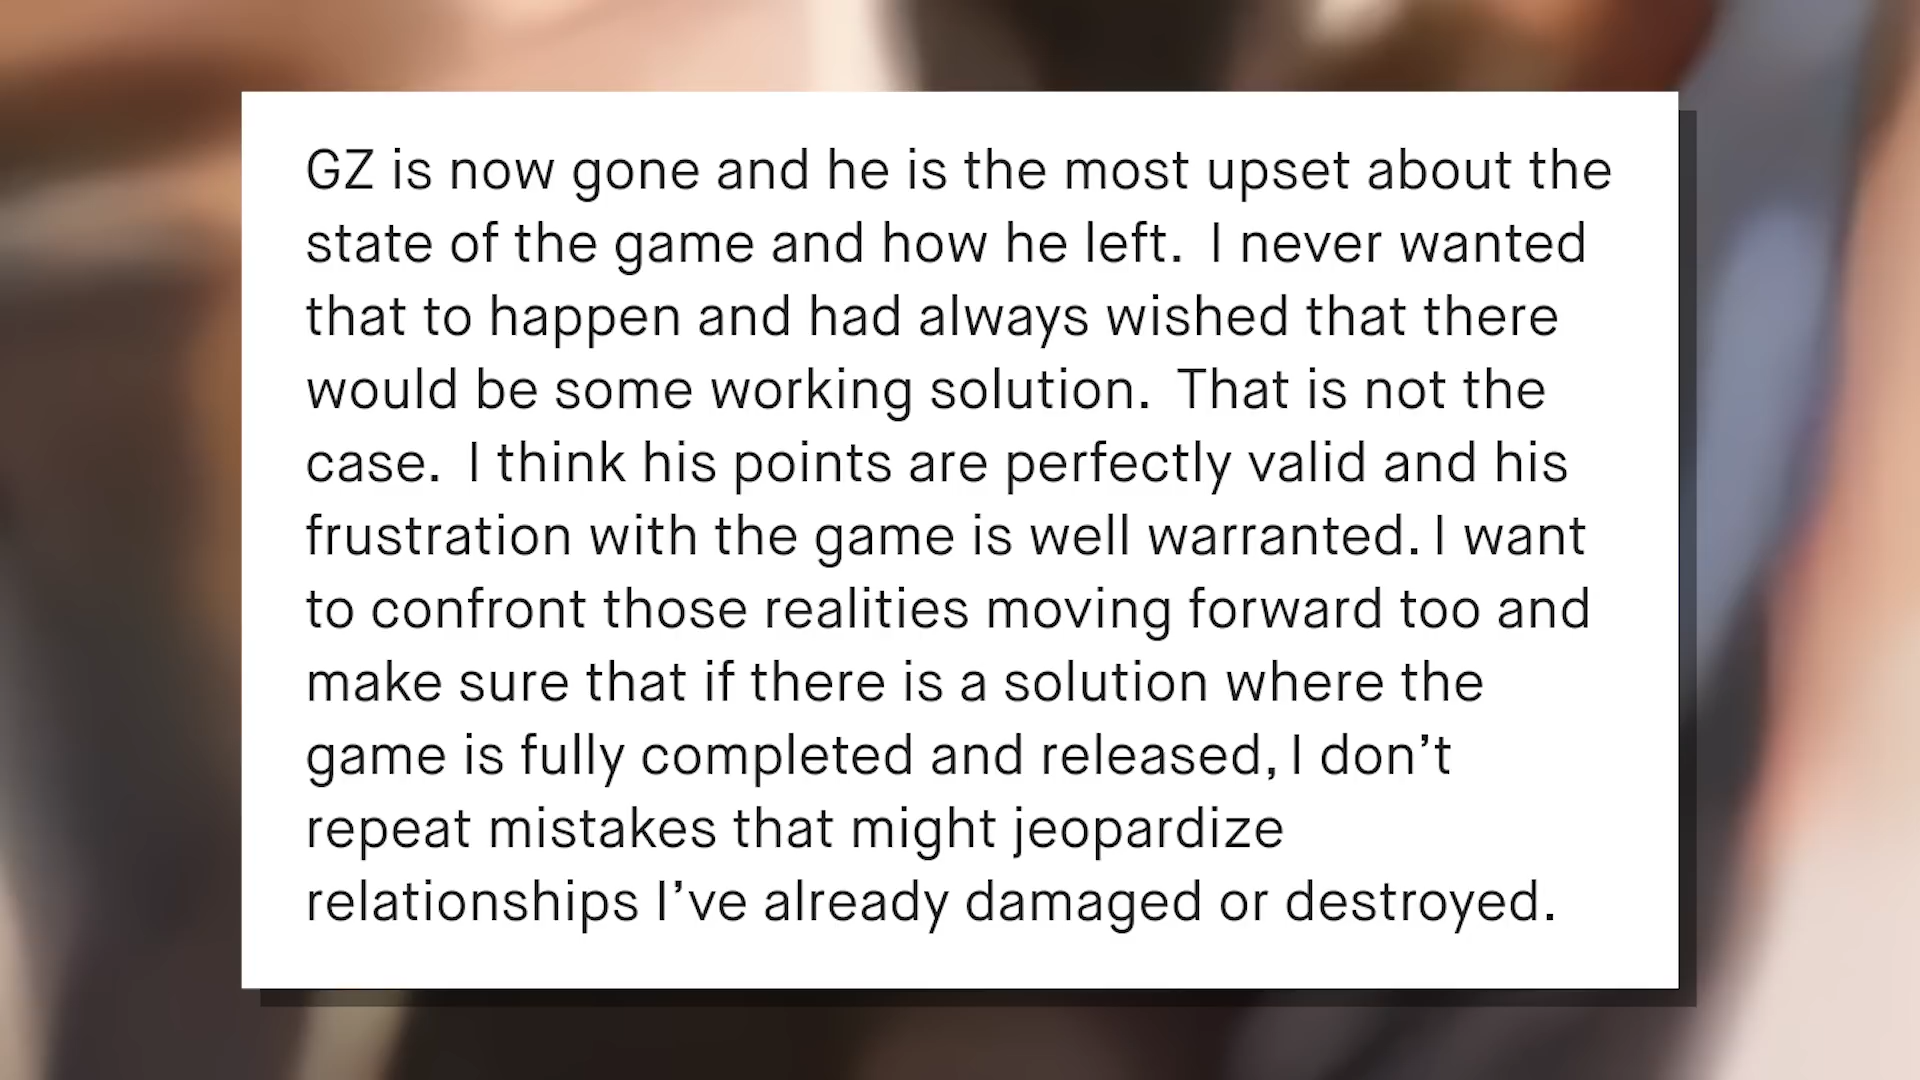 GZ is now gone and he is the most upset about the
state of the game and how he left.  I never wanted
that to happen and had always wished that there
would be some working solution.  That is not the
case.  I think his points are perfectly valid and his
frustration with the game is well warranted. I want
to confront those realities moving forward too and
make sure that if there is a solution where the
game is fully completed and released, I don’t
repeat mistakes that might jeopardize
relationships I’ve already damaged or destroyed.